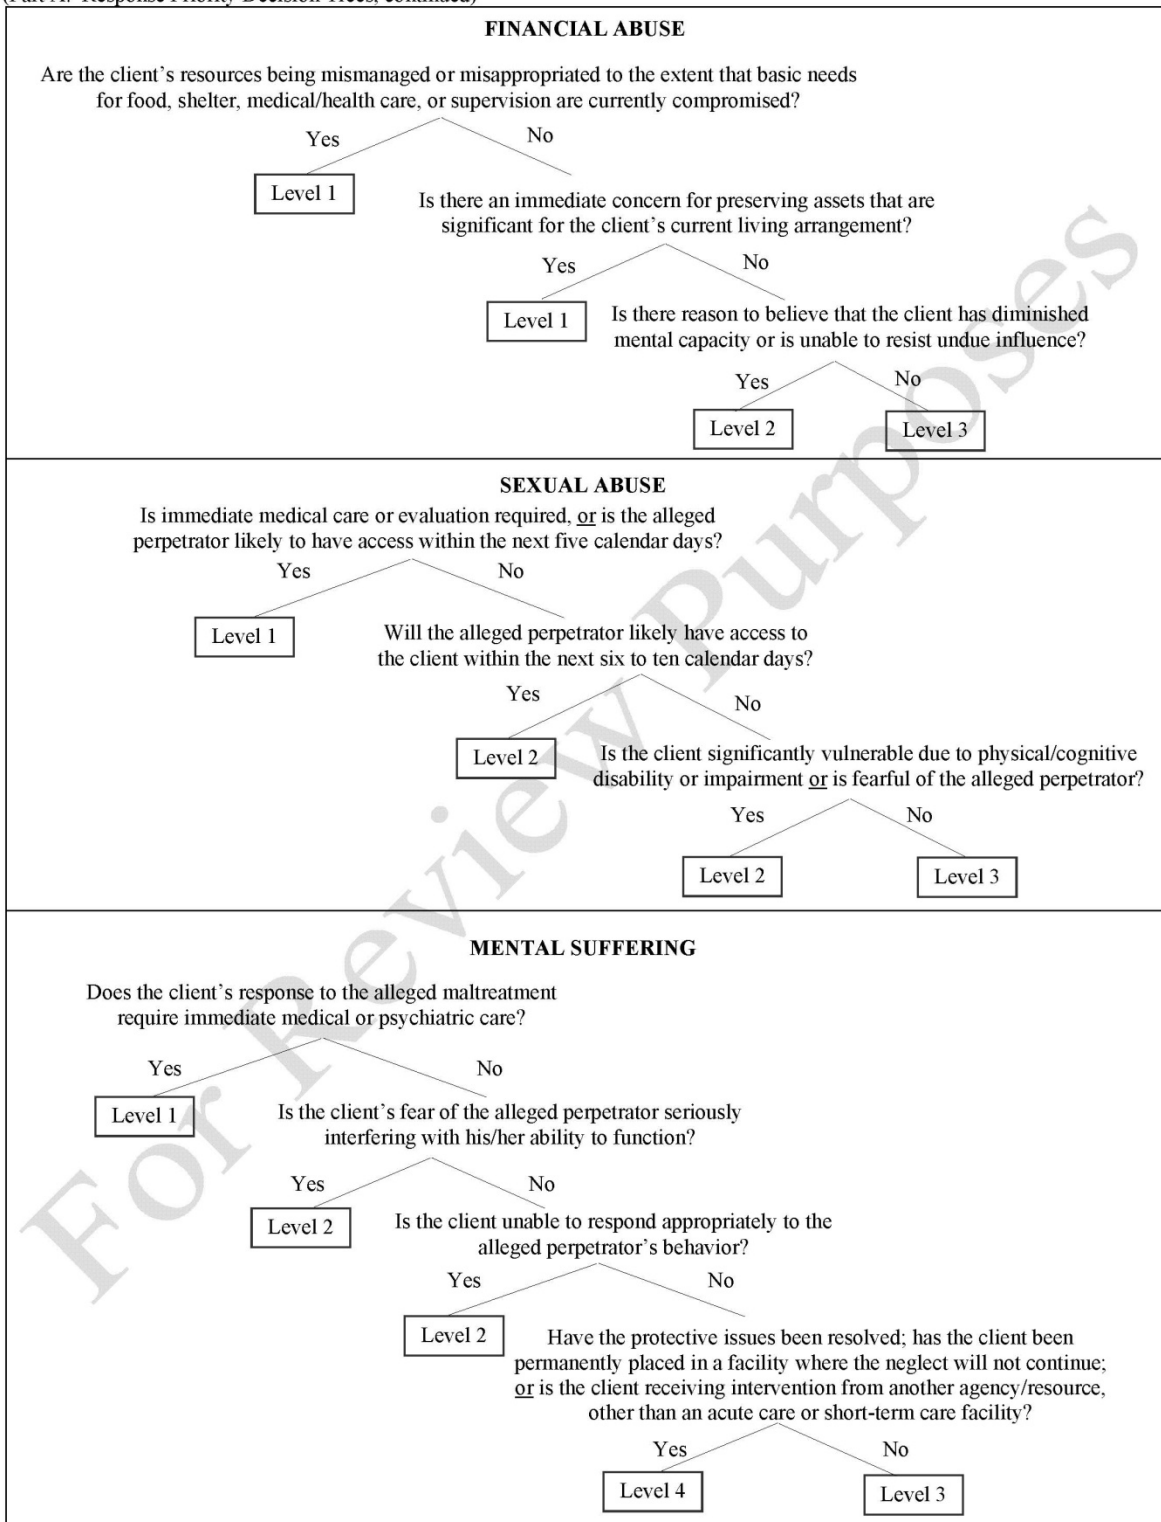 (Part A. Response Priority Decision Trees, continued)
FINANCIAL ABUSE
Are the client's resources being mismanaged or misappropriated to the extent that basic needs
for food, shelter, medical/health care, or supervision are currently compromised?
Yes
No
Level 1
Is there an immediate concern for preserving assets that are
significant for the client's current living arrangement?
Yes
No
Level 1
Is there reason to believe that the client has diminished
mental capacity or is unable to resist undue influence?
Yes
No
Level 2
Level 3
SEXUAL ABUSE
Is immediate medical care or evaluation required, or is the alleged
perpetrator likely to have access within the next five calendar days?
Yes
No
Level 1
Will the alleged perpetrator likely have access to
the client within the next six to ten calendar days?
Yes
No
Level 2
Is the client significantly vulnerable due to physical/cognitive
disability or impairment or is fearful of the alleged perpetrator?
Yes
No
Level 2
Level 3
MENTAL SUFFERING
Does the client's response to the alleged maltreatment
require immediate medical or psychiatric care?
Yes
No
Level 1
Is the client's fear of the alleged perpetrator seriously
interfering with his/her ability to function?
Yes
No
Level 2
Is the client unable to respond appropriately to the
alleged perpetrator's behavior?
Yes
No
Level 2
Have the protective issues been resolved; has the client been
permanently placed in a facility where the neglect will not continue;
or is the client receiving intervention from another agency/resource,
other than an acute care or short-term care facility?
Yes
No
Level 4
Level 3
For Review Purposes